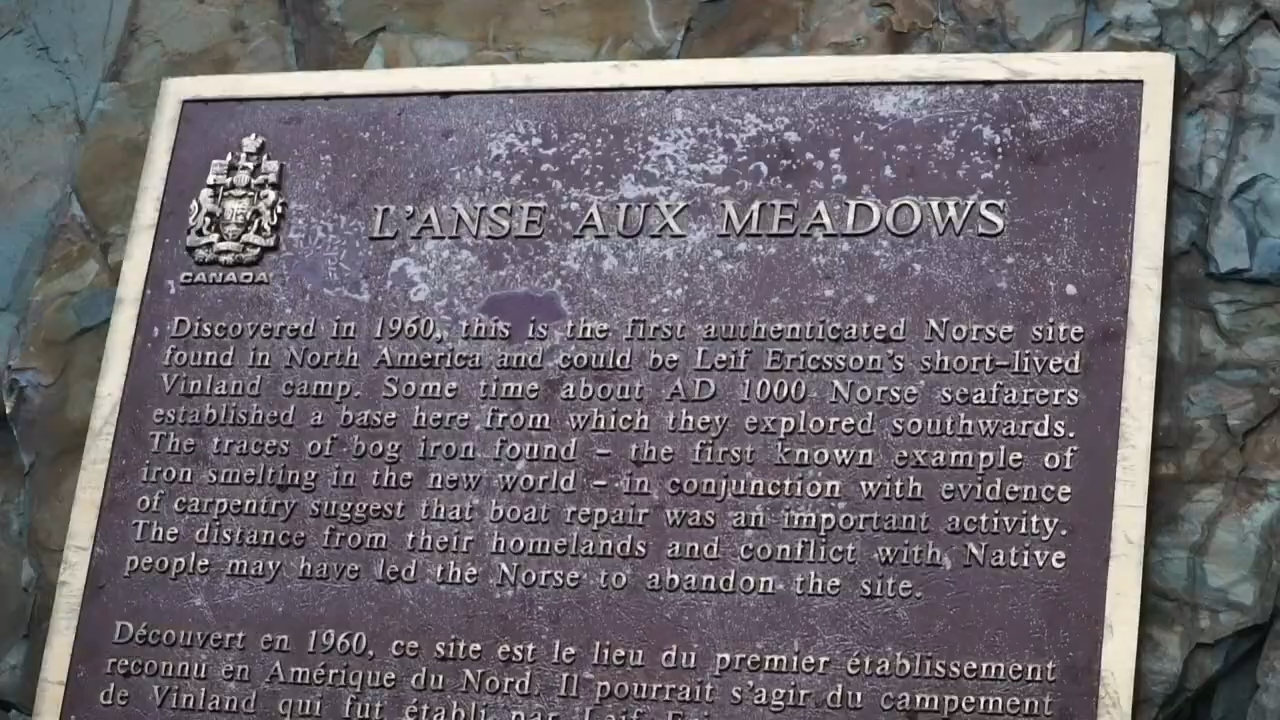 L'ANSE AUX MEADOWS
CANADA
Discovered in 1960, this is the first authenticated Norse site
found in North America and could be Leif Ericsson's short-lived
Vinland camp. Some time about AD 1000 Norse seafarers
established a base here from which they explored southwards.
The traces of bog iron found – the first known example of
iron smelting in the new world – in conjunction with evidence
of carpentry suggest that boat repair was an important activity.
The distance from their homelands and conflict with Native
people may have led the Norse to abandon the site.
Découvert en 1960, ce site est le lieu du premier établissement
reconnu en Amérique du Nord. Il pourrait s'agir du campement
de Vinland qui fut établi par Leif